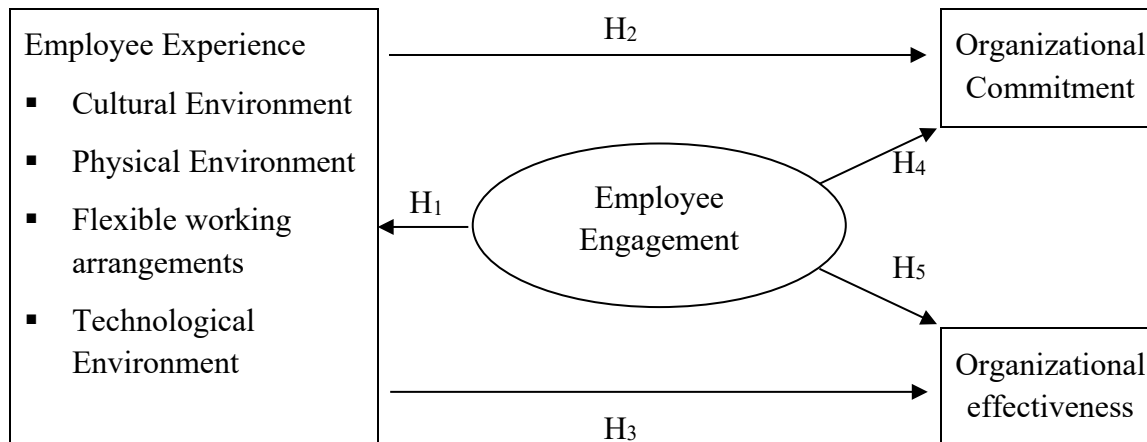 Employee Experience
▪ Cultural Environment
▪ Physical Environment
▪ Flexible working
arrangements
▪ Technological
Environment
H₂
Organizational
Commitment
H₁
Employee
Engagement
H₄
H₅
Organizational
effectiveness
H₃